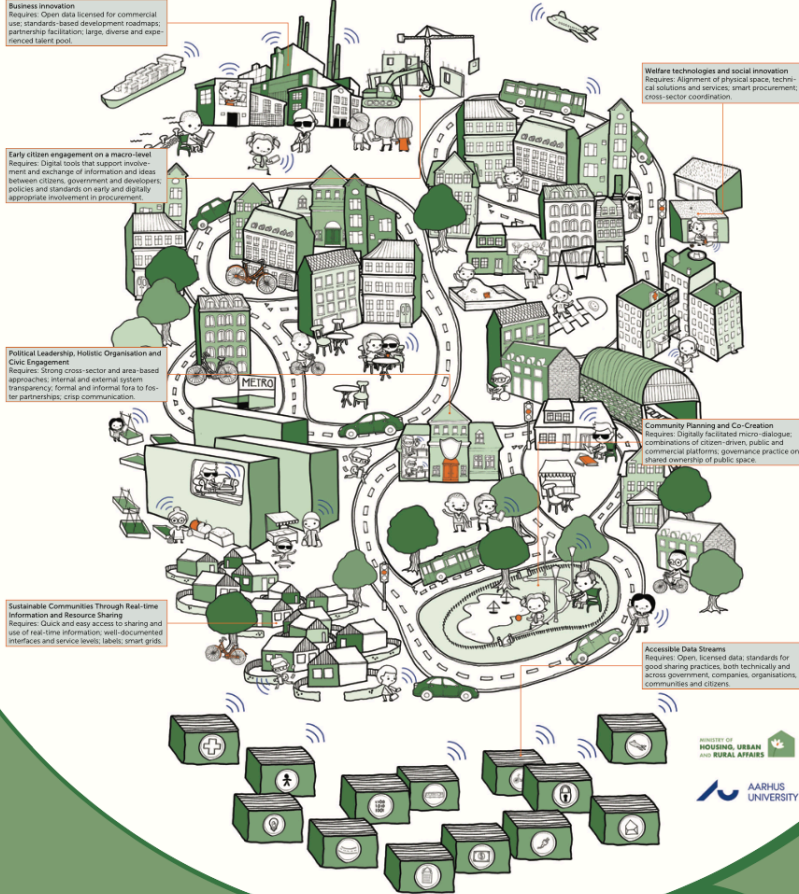 Business innovation
Requires: Open data licensed for commercial
use; standards-based development roadmaps;
partnership facilitation; large, diverse and expe-
rienced talent pool.
Welfare technologies and social innovation
Requires: Alignment of physical space, techni-
cal solutions and services; smart procurement;
cross-sector coordination.
Early citizen engagement on a macro-level
Requires: Digital tools that support involve-
ment and exchange of information and ideas
between citizens, government and developers;
policies and standards on early and digitally
appropriate involvement in procurement.
Political Leadership, Holistic Organisation and
Civic Engagement
Requires: Strong cross-sector and area-based
approaches; internal and external system
transparency; formal and informal fora to fos-
ter partnerships; crisp communication.
METRO
Community Planning and Co-Creation
Requires: Digitally facilitated micro-dialogue;
combinations of citizen-driven, public and
commercial platforms; governance practice on
shared ownership of public space.
Sustainable Communities Through Real-time
Information and Resource Sharing
Requires: Quick and easy access to sharing and
use of real-time information; well-documented
interfaces and service levels; labels; smart grids.
Accessible Data Streams
Requires: Open, licensed data; standards for
good sharing practices, both technically and
across government, companies, organisations,
communities and citizens.
MINISTRY OF
HOUSING, URBAN
AND RURAL AFFAIRS
AARHUS
UNIVERSITY